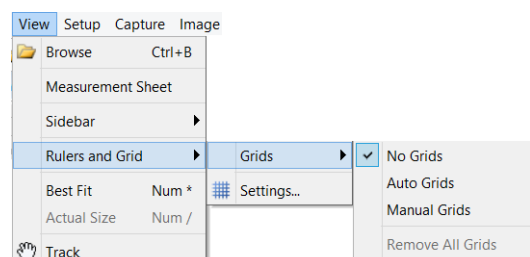 View Setup Capture Image
Browse Ctrl+B
Measurement Sheet
Sidebar
Rulers and Grid Grids No Grids
Auto Grids
Best Fit Num * Settings...
Manual Grids
Actual Size Num /
Remove All Grids
Track